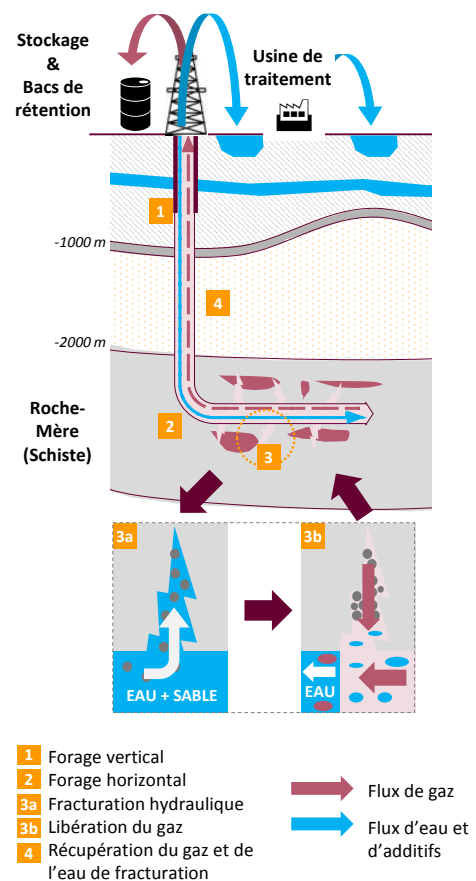 Stockage
&
Bacs de
rétention
Usine de
traitement
1
-1000 m
4
-2000 m
Roche-
Mère
(Schiste)
2
3
3a
EAU + SABLE
3b
EAU
1 Forage vertical
2 Forage horizontal
3a Fracturation hydraulique
3b Libération du gaz
4 Récupération du gaz et de
l'eau de fracturation
Flux de gaz
Flux d'eau et
d'additifs